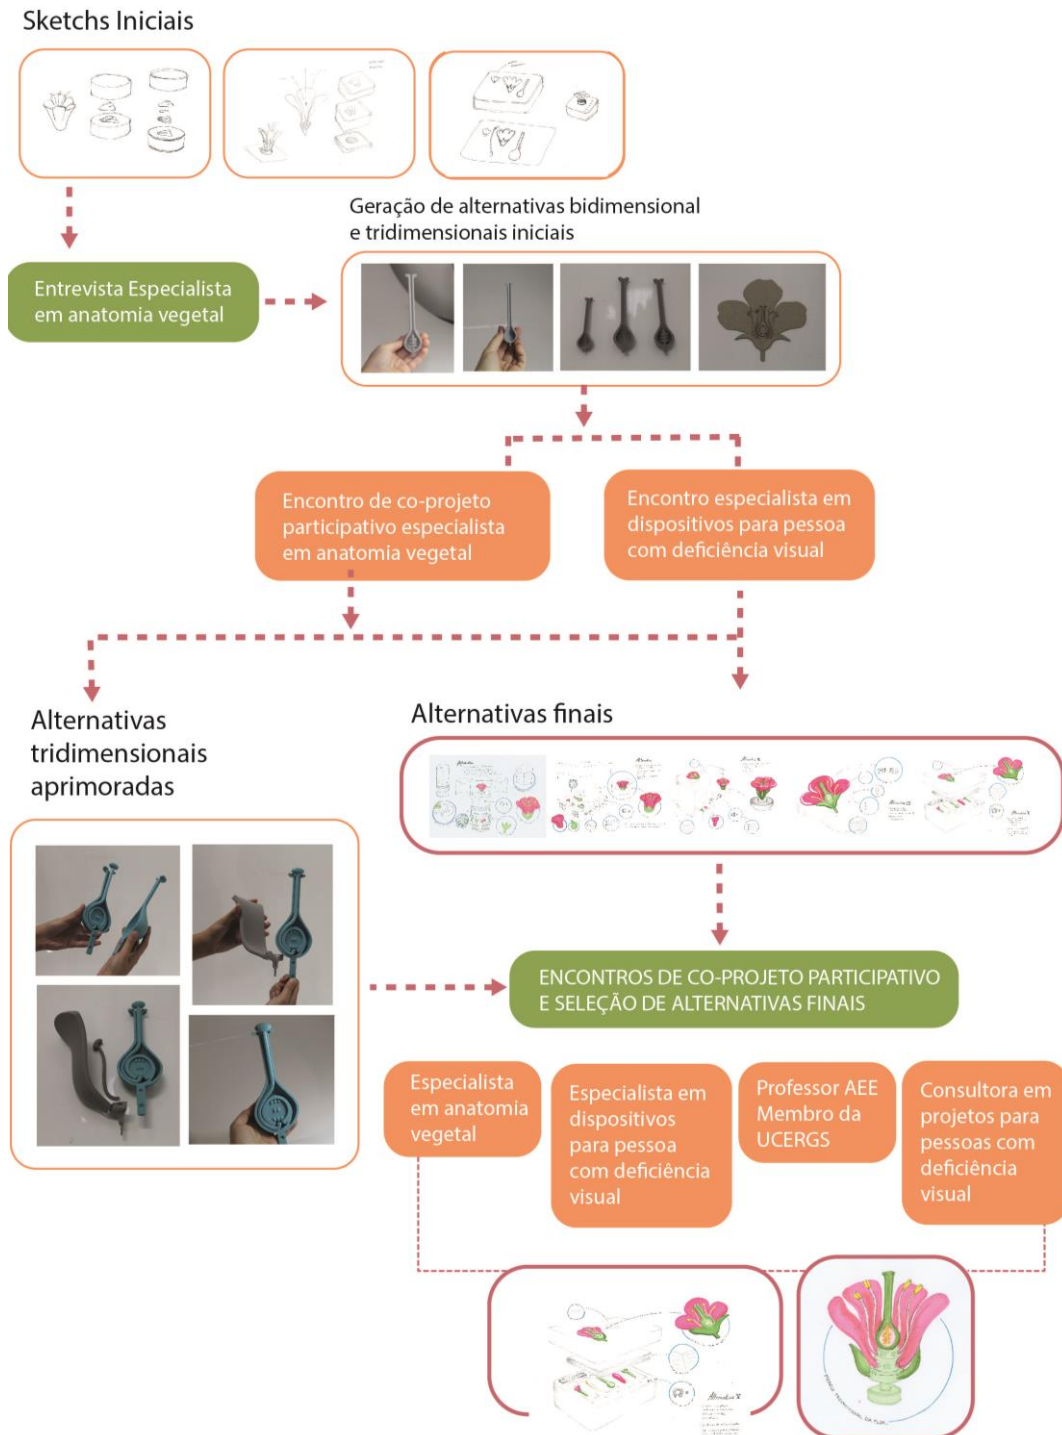 Sketchs Iniciais
Geração de alternativas bidimensional
e tridimensionais iniciais
Entrevista Especialista
em anatomia vegetal
Encontro de co-projeto
participativo especialista
em anatomia vegetal
Encontro especialista em
dispositivos para pessoa
com deficiência visual
Alternativas
tridimensionais
aprimoradas
Alternativas finais
ENCONTROS DE CO-PROJETO PARTICIPATIVO
E SELEÇÃO DE ALTERNATIVAS FINAIS
Especialista
em anatomia
vegetal
Especialista em
dispositivos
para pessoa
com deficiência
visual
Professor AEE
Membro da
UCERGS
Consultora em
projetos para
pessoas com
deficiência
visual